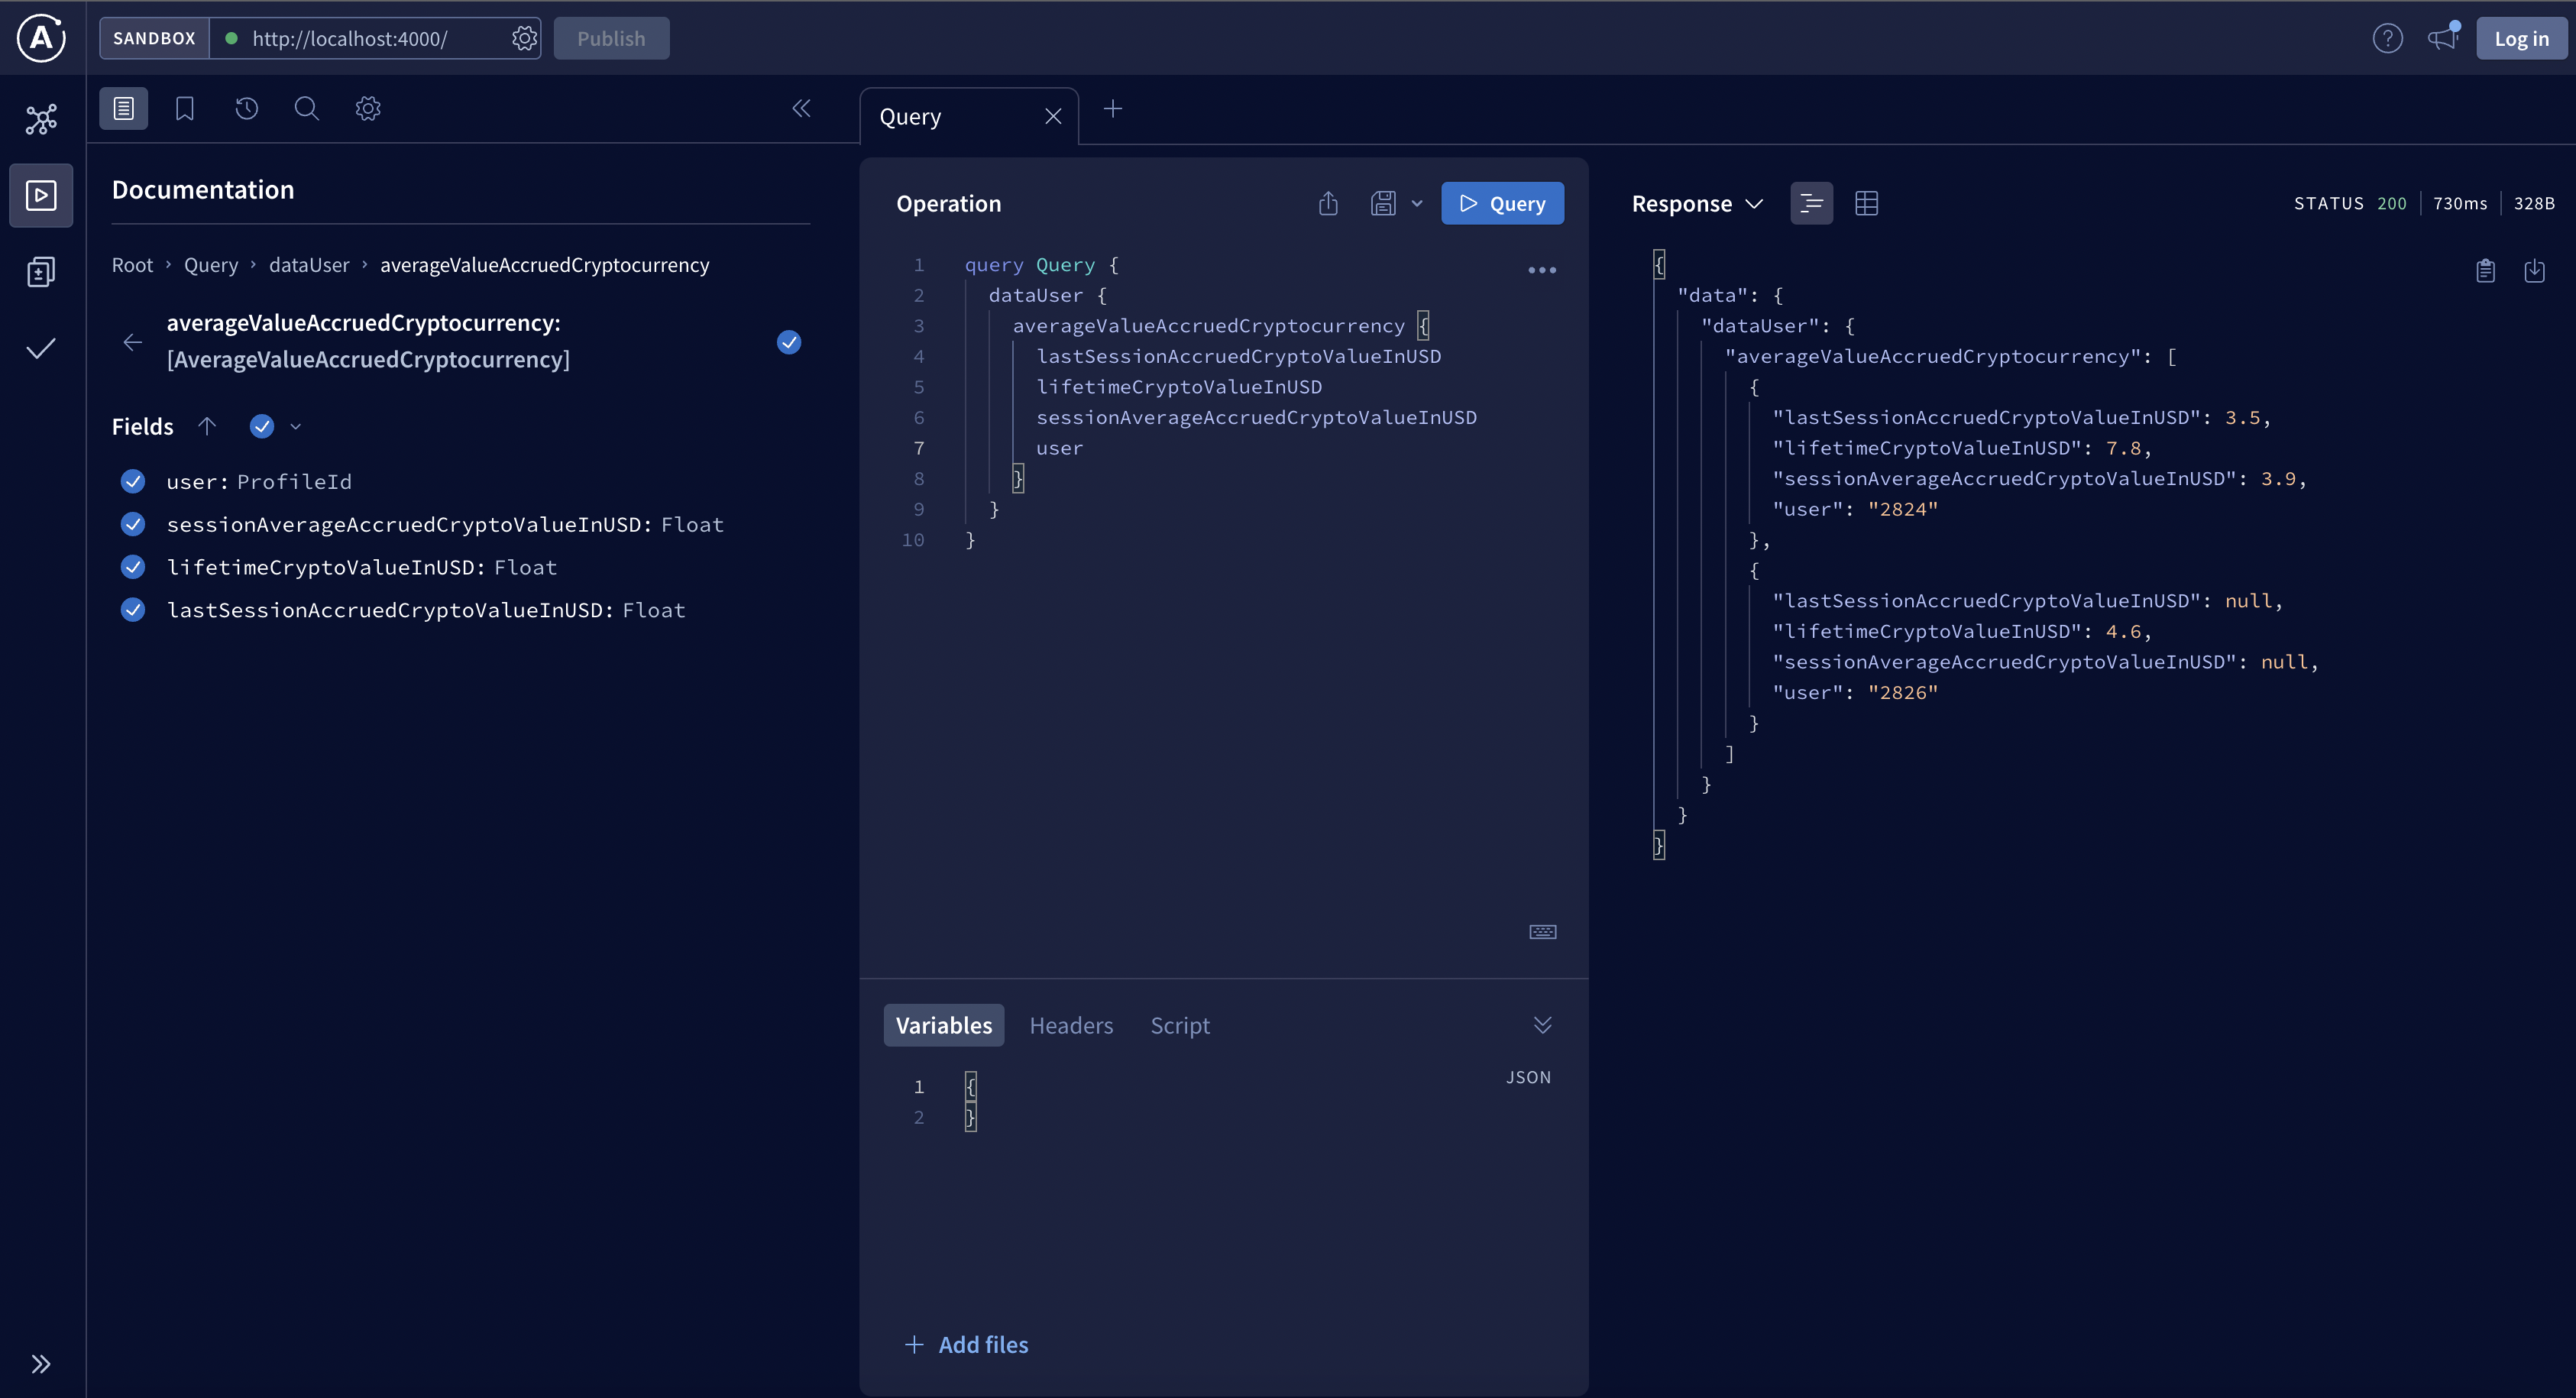 SANDBOX
http://localhost:4000/
Publish
Log in
Documentation
Root › Query › dataUser › averageValueAccruedCryptocurrency
averageValueAccruedCryptocurrency:
[AverageValueAccruedCryptocurrency]
Fields
user: ProfileId
sessionAverageAccruedCryptoValueInUSD: Float
lifetimeCryptoValueInUSD: Float
lastSessionAccruedCryptoValueInUSD: Float
Query
Operation
Query
1 query Query {
2 dataUser {
3 averageValueAccruedCryptocurrency {
4 lastSessionAccruedCryptoValueInUSD
5 lifetimeCryptoValueInUSD
6 sessionAverageAccruedCryptoValueInUSD
7 user
8 }
9 }
10 }
Variables Headers Script
JSON
1 {
2 }
Add files
Response
STATUS 200 730ms 328B
{
"data": {
"dataUser": {
"averageValueAccruedCryptocurrency": [
{
"lastSessionAccruedCryptoValueInUSD": 3.5,
"lifetimeCryptoValueInUSD": 7.8,
"sessionAverageAccruedCryptoValueInUSD": 3.9,
"user": "2824"
},
{
"lastSessionAccruedCryptoValueInUSD": null,
"lifetimeCryptoValueInUSD": 4.6,
"sessionAverageAccruedCryptoValueInUSD": null,
"user": "2826"
}
]
}
}
}